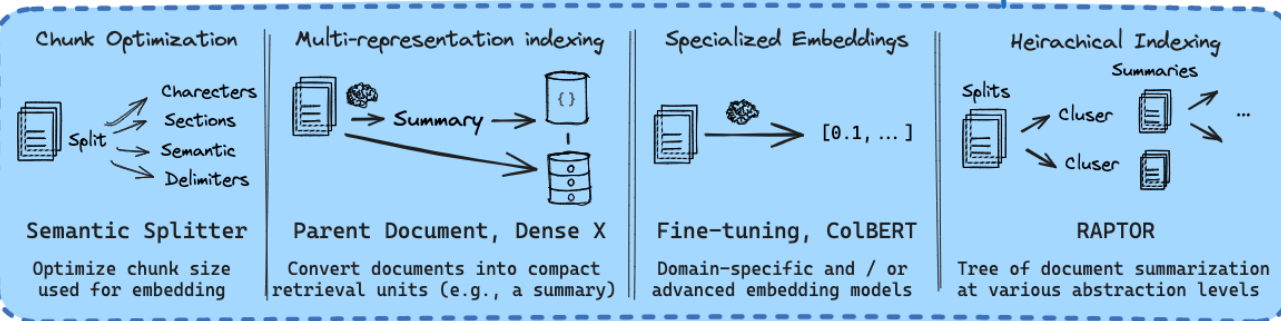 Chunk Optimization
Split
Charecters
Sections
Semantic
Delimiters
Semantic Splitter
Optimize chunk size
used for embedding
Multi-representation indexing
Summary
{}
Parent Document, Dense X
Convert documents into compact
retrieval units (e.g., a summary)
Specialized Embeddings
[0.1, ...]
Fine-tuning, ColBERT
Domain-specific and / or
advanced embedding models
Heirachical Indexing
Summaries
Splits
Cluser
Cluser
...
RAPTOR
Tree of document summarization
at various abstraction levels